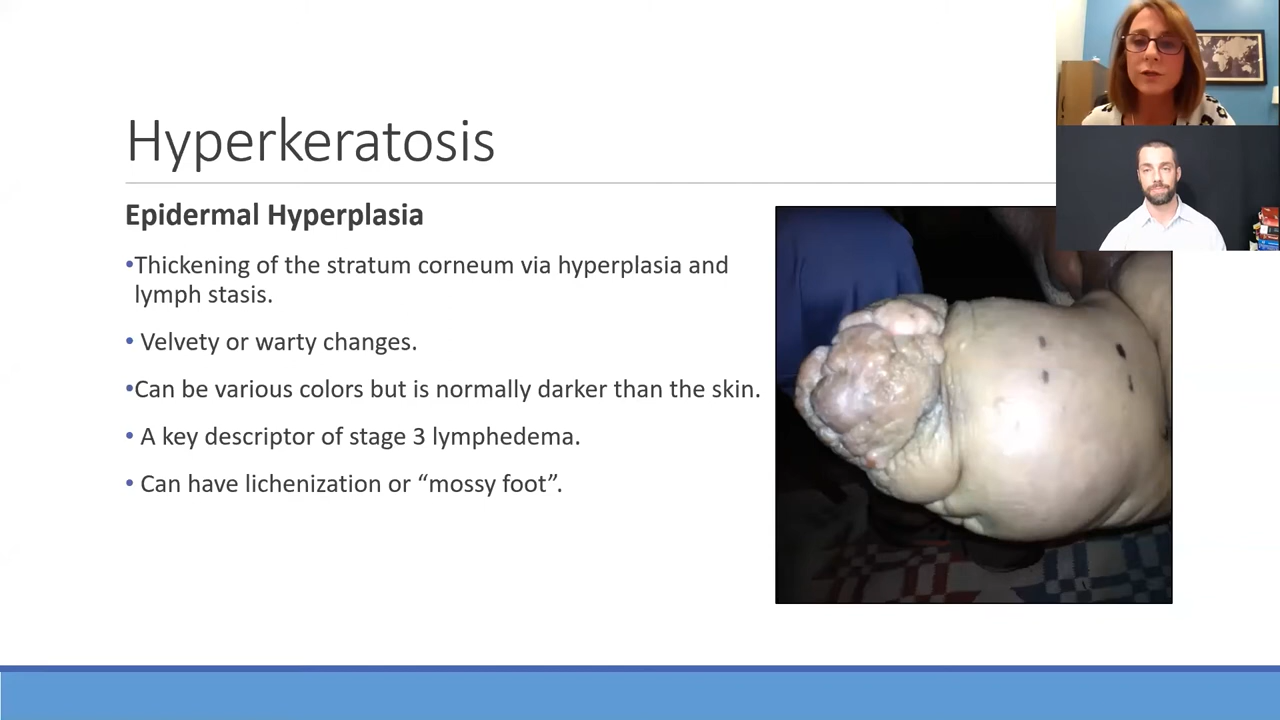 Hyperkeratosis
Epidermal Hyperplasia
•Thickening of the stratum corneum via hyperplasia and
lymph stasis.
• Velvety or warty changes.
•Can be various colors but is normally darker than the skin.
• A key descriptor of stage 3 lymphedema.
• Can have lichenization or “mossy foot”.